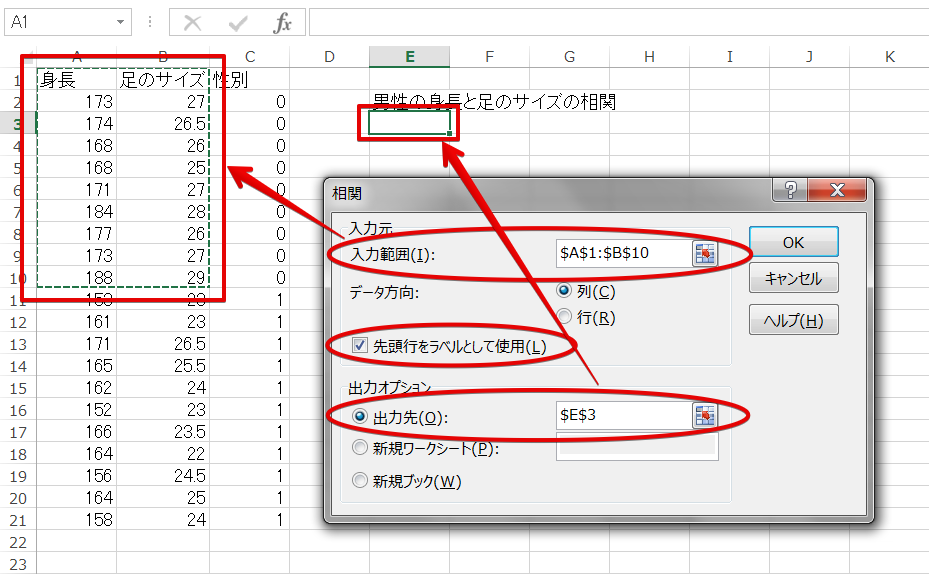 A1 fx
A B C D E F G H I J K
1 身長 足のサイズ 性別
2 173 27 0 男性の身長と足のサイズの相関
3 174 26.5 0
4 168 26 0
5 168 25 0
6 171 27 0
7 184 28 0
8 177 26 0
9 173 27 0
10 188 29 0
11 1
12 161 23 1
13 171 26.5 1
14 165 25.5 1
15 162 24 1
16 152 23 1
17 166 23.5 1
18 164 22 1
19 156 24.5 1
20 164 25 1
21 158 24 1
22
23
相関
入力元
入力範囲(I): $A$1:$B$10
データ方向: 列(C)
行(R)
先頭行をラベルとして使用(L)
出力オプション
出力先(O): $E$3
新規ワークシート(P):
新規ブック(W)
OK
キャンセル
ヘルプ(H)